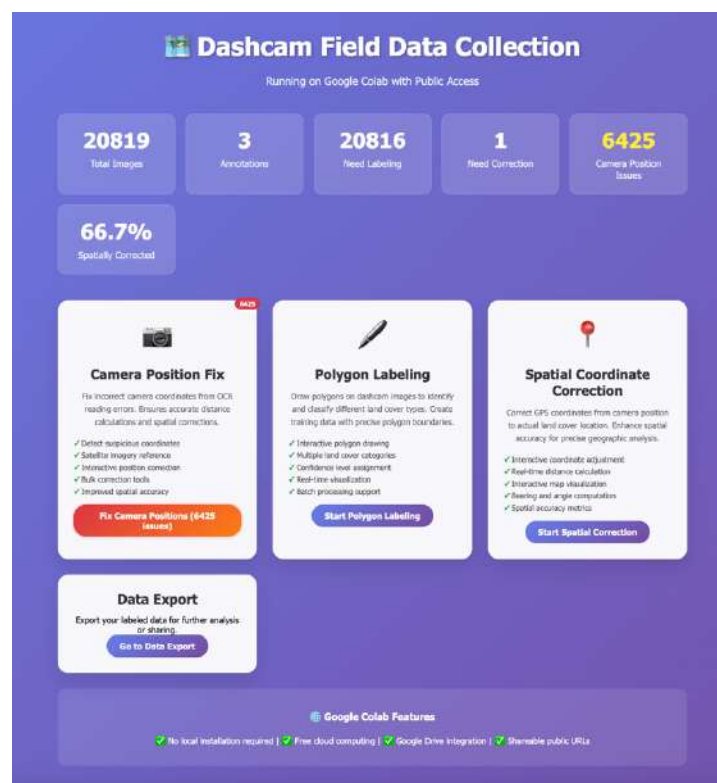 Dashcam Field Data Collection
Running on Google Colab with Public Access
20819
Total Images
3
Annotations
20816
Need Labeling
1
Need Correction
6425
Camera Position
Issues
66.7%
Spatially Corrected
6425
Camera Position Fix
Fix incorrect camera coordinates from OCR
reading errors. Ensures accurate distance
calculations and spatial corrections.
✓ Detect suspicious coordinates
✓ Satellite imagery reference
✓ Interactive position correction
✓ Bulk correction tools
✓ Improved spatial accuracy
Fix Camera Positions (6425
issues)
Polygon Labeling
Draw polygons on dashcam images to identify
and classify different land cover types. Create
training data with precise polygon boundaries.
✓ Interactive polygon drawing
✓ Multiple land cover categories
✓ Confidence level assignment
✓ Real-time visualization
✓ Batch processing support
Start Polygon Labeling
Spatial Coordinate
Correction
Correct GPS coordinates from camera position
to actual land cover location. Enhance spatial
accuracy for precise geographic analysis.
✓ Interactive coordinate adjustment
✓ Real-time distance calculation
✓ Interactive map visualization
✓ Bearing and angle computation
✓ Spatial accuracy metrics
Start Spatial Correction
Data Export
Export your labeled data for further analysis
or sharing.
Go to Data Export
Google Colab Features
✅ No local installation required | ✅ Free cloud computing | ✅ Google Drive integration | ✅ Shareable public URLs